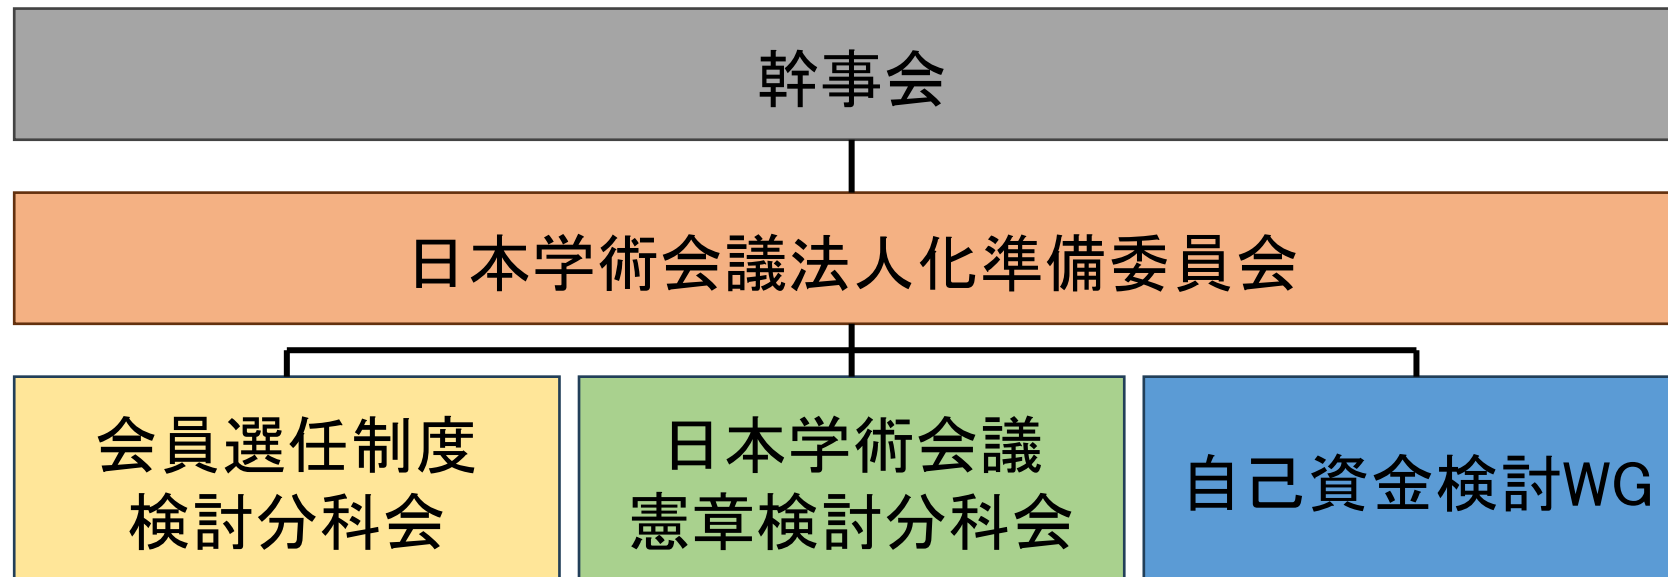 幹事会
日本学術会議法人化準備委員会
会員選任制度
検討分科会
日本学術会議
憲章検討分科会
自己資金検討WG